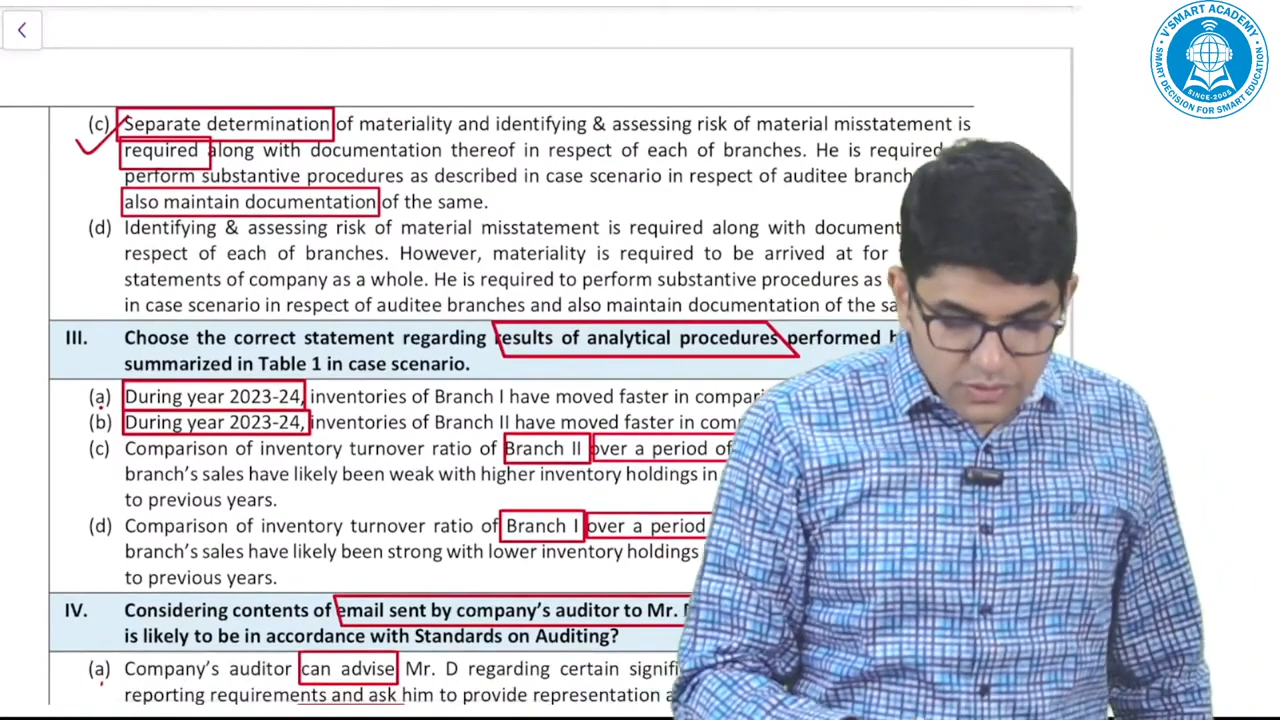 V'SMART ACADEMY
SMART DECISION FOR SMART EDUCATION
SINCE-2005
(c) Separate determination of materiality and identifying & assessing risk of material misstatement is
required along with documentation thereof in respect of each of branches. He is required
perform substantive procedures as described in case scenario in respect of auditee branch
also maintain documentation of the same.
(d) Identifying & assessing risk of material misstatement is required along with document
respect of each of branches. However, materiality is required to be arrived at for
statements of company as a whole. He is required to perform substantive procedures as
in case scenario in respect of auditee branches and also maintain documentation of the sa
III. Choose the correct statement regarding results of analytical procedures performed
summarized in Table 1 in case scenario.
(a) During year 2023-24, inventories of Branch I have moved faster in compari
(b) During year 2023-24, inventories of Branch II have moved faster in com
(c) Comparison of inventory turnover ratio of Branch II over a period of
branch's sales have likely been weak with higher inventory holdings in
to previous years.
(d) Comparison of inventory turnover ratio of Branch I over a period
branch's sales have likely been strong with lower inventory holdings
to previous years.
IV. Considering contents of email sent by company's auditor to Mr.
is likely to be in accordance with Standards on Auditing?
(a) Company's auditor can advise Mr. D regarding certain signifi
reporting requirements and ask him to provide representation